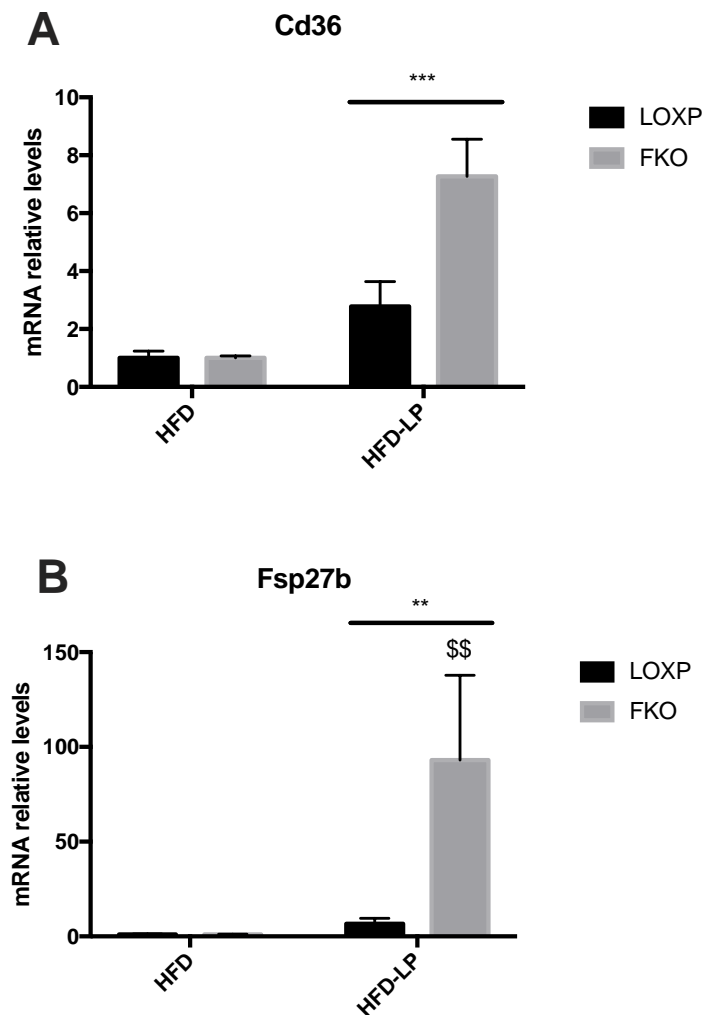 A
Cd36
***
mRNA relative levels
10
8
6
4
2
0
HFD
HFD-LP
LOXP
FKO
B
Fsp27b
**
$$
mRNA relative levels
150
100
50
0
HFD
HFD-LP
LOXP
FKO